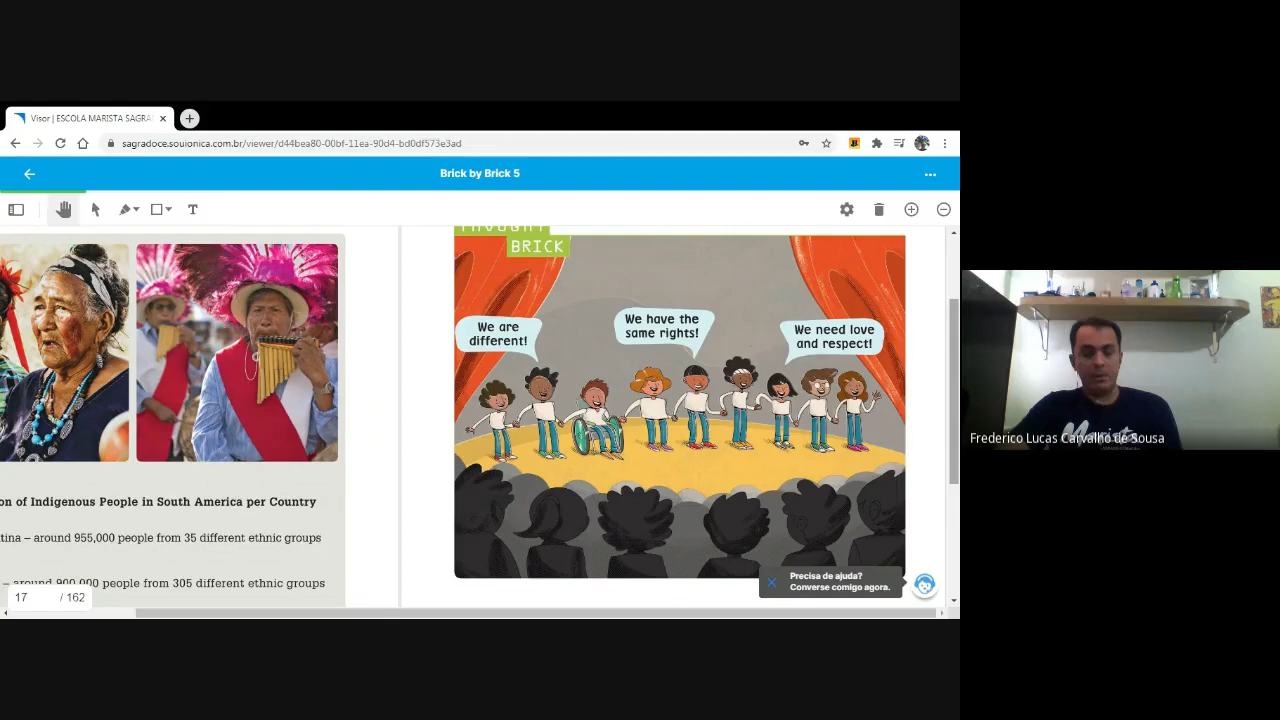 Visor | ESCOLA MARISTA SAGRA
sagradors.souionica.com.br/viewer/d44bea80-00bf-11ea-90d4-bd0df573e3ad
Brick by Brick 5
T
THOUGHT
BRICK
We are
different!
We have the
same rights!
We need love
and respect!
on of Indigenous People in South America per Country
tina – around 955,000 people from 35 different ethnic groups
– around 900,000 people from 305 different ethnic groups
17 / 162
Precisa de ajuda?
Converse comigo agora.
Frederico Lucas Carvalho de Sousa